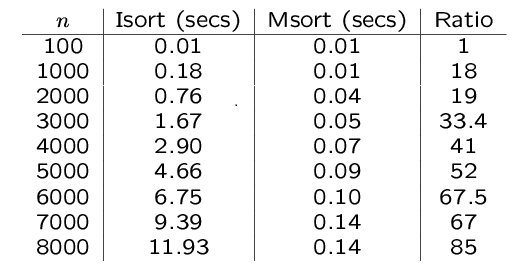 n Isort (secs) Msort (secs) Ratio
100 0.01 0.01 1
1000 0.18 0.01 18
2000 0.76 0.04 19
3000 1.67 0.05 33.4
4000 2.90 0.07 41
5000 4.66 0.09 52
6000 6.75 0.10 67.5
7000 9.39 0.14 67
8000 11.93 0.14 85